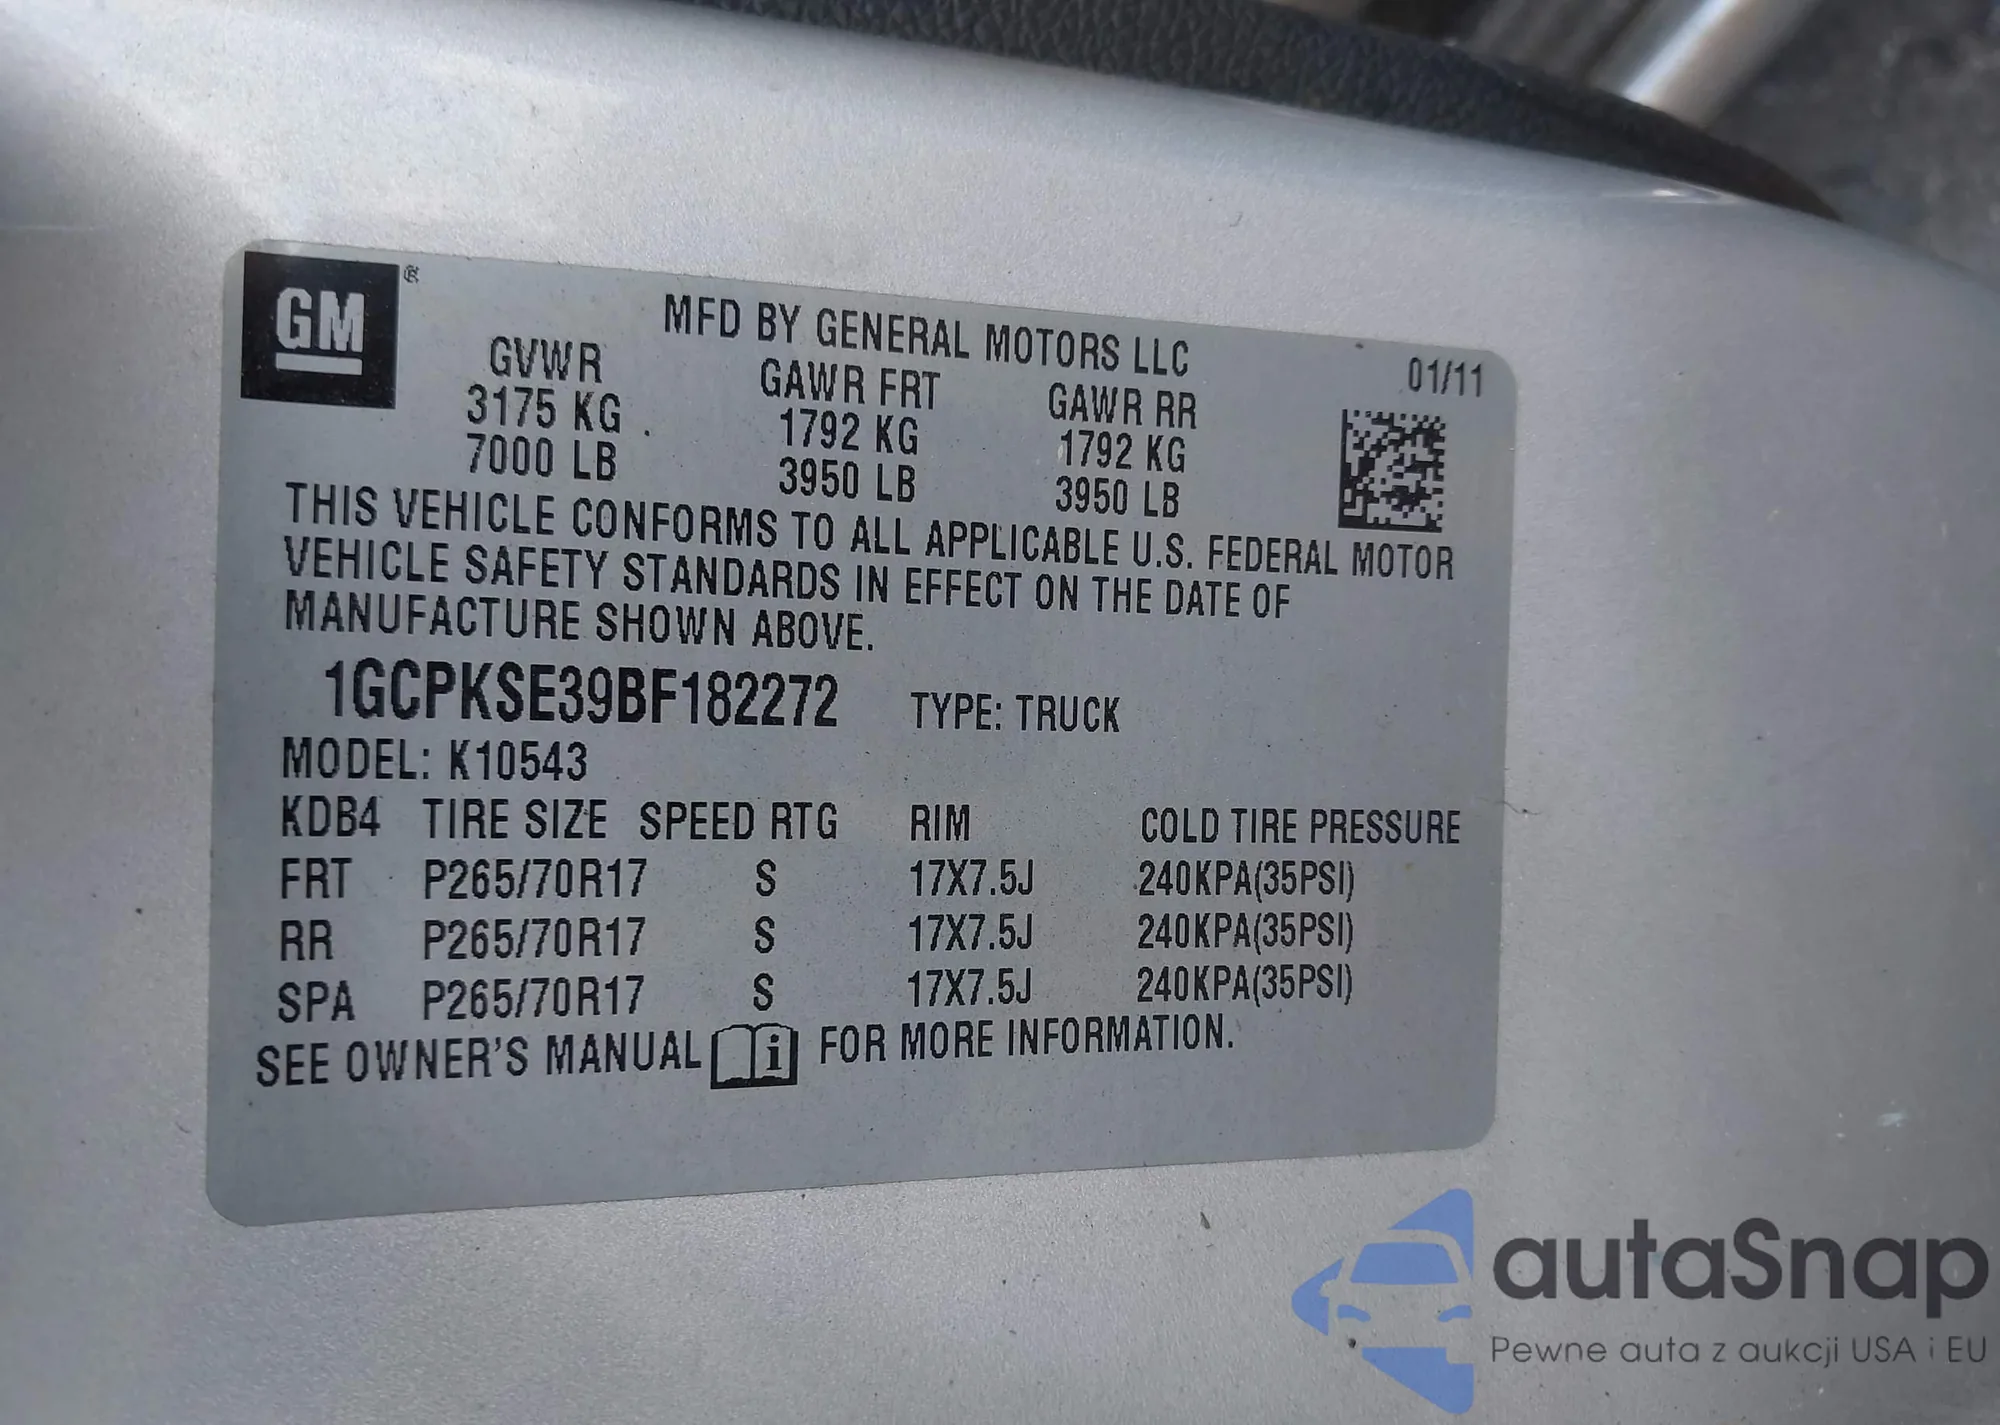 GM®
MFD BY GENERAL MOTORS LLC
01/11
GVWR GAWR FRT GAWR RR
3175 KG 1792 KG 1792 KG
7000 LB 3950 LB 3950 LB
THIS VEHICLE CONFORMS TO ALL APPLICABLE U.S. FEDERAL MOTOR
VEHICLE SAFETY STANDARDS IN EFFECT ON THE DATE OF
MANUFACTURE SHOWN ABOVE.
1GCPKSE39BF182272 TYPE: TRUCK
MODEL: K10543
KDB4 TIRE SIZE SPEED RTG RIM COLD TIRE PRESSURE
FRT P265/70R17 S 17X7.5J 240KPA(35PSI)
RR P265/70R17 S 17X7.5J 240KPA(35PSI)
SPA P265/70R17 S 17X7.5J 240KPA(35PSI)
SEE OWNER'S MANUAL i FOR MORE INFORMATION.
autaSnap
Pewne auta z aukcji USA i EU